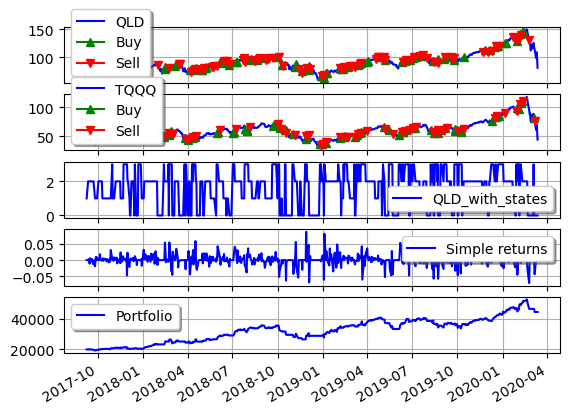 150
100
QLD
Buy
Sell
100
50
TQQQ
Buy
Sell
2
0
QLD_with_states
0.05
0.00
−0.05
Simple returns
40000
20000
Portfolio
2017-10
2018-01
2018-04
2018-07
2018-10
2019-01
2019-04
2019-07
2019-10
2020-01
2020-04